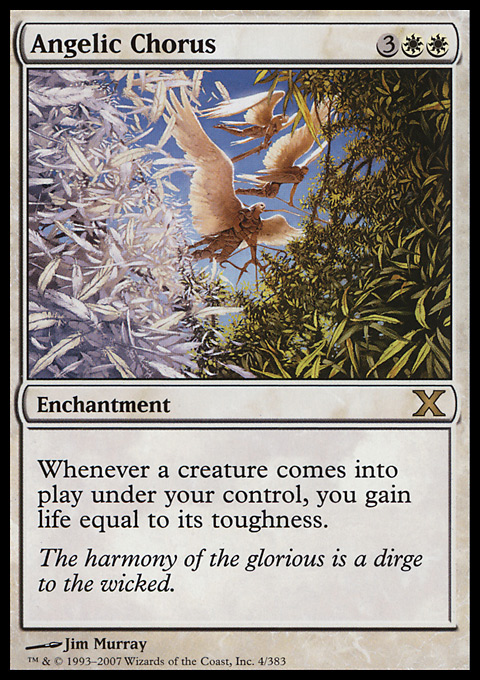 Angelic Chorus 3
Enchantment X
Whenever a creature comes into
play under your control, you gain
life equal to its toughness.
The harmony of the glorious is a dirge
to the wicked.
Jim Murray
™ & © 1993–2007 Wizards of the Coast, Inc. 4/383